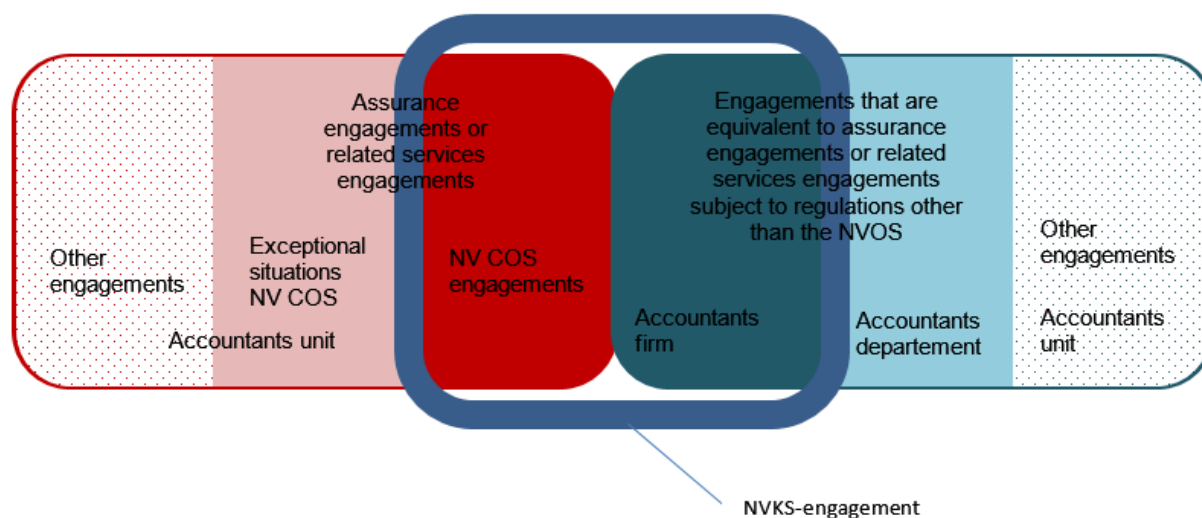 Assurance
engagements or
related services
engagements
Engagements that are
equivalent to assurance
engagements or related
services engagements
subject to regulations other
than the NVOS
Other
engagements
Exceptional
situations
NV COS
NV COS
engagements
Other
engagements
Accountants unit
Accountants
firm
Accountants
departement
Accountants
unit
NVKS-engagement